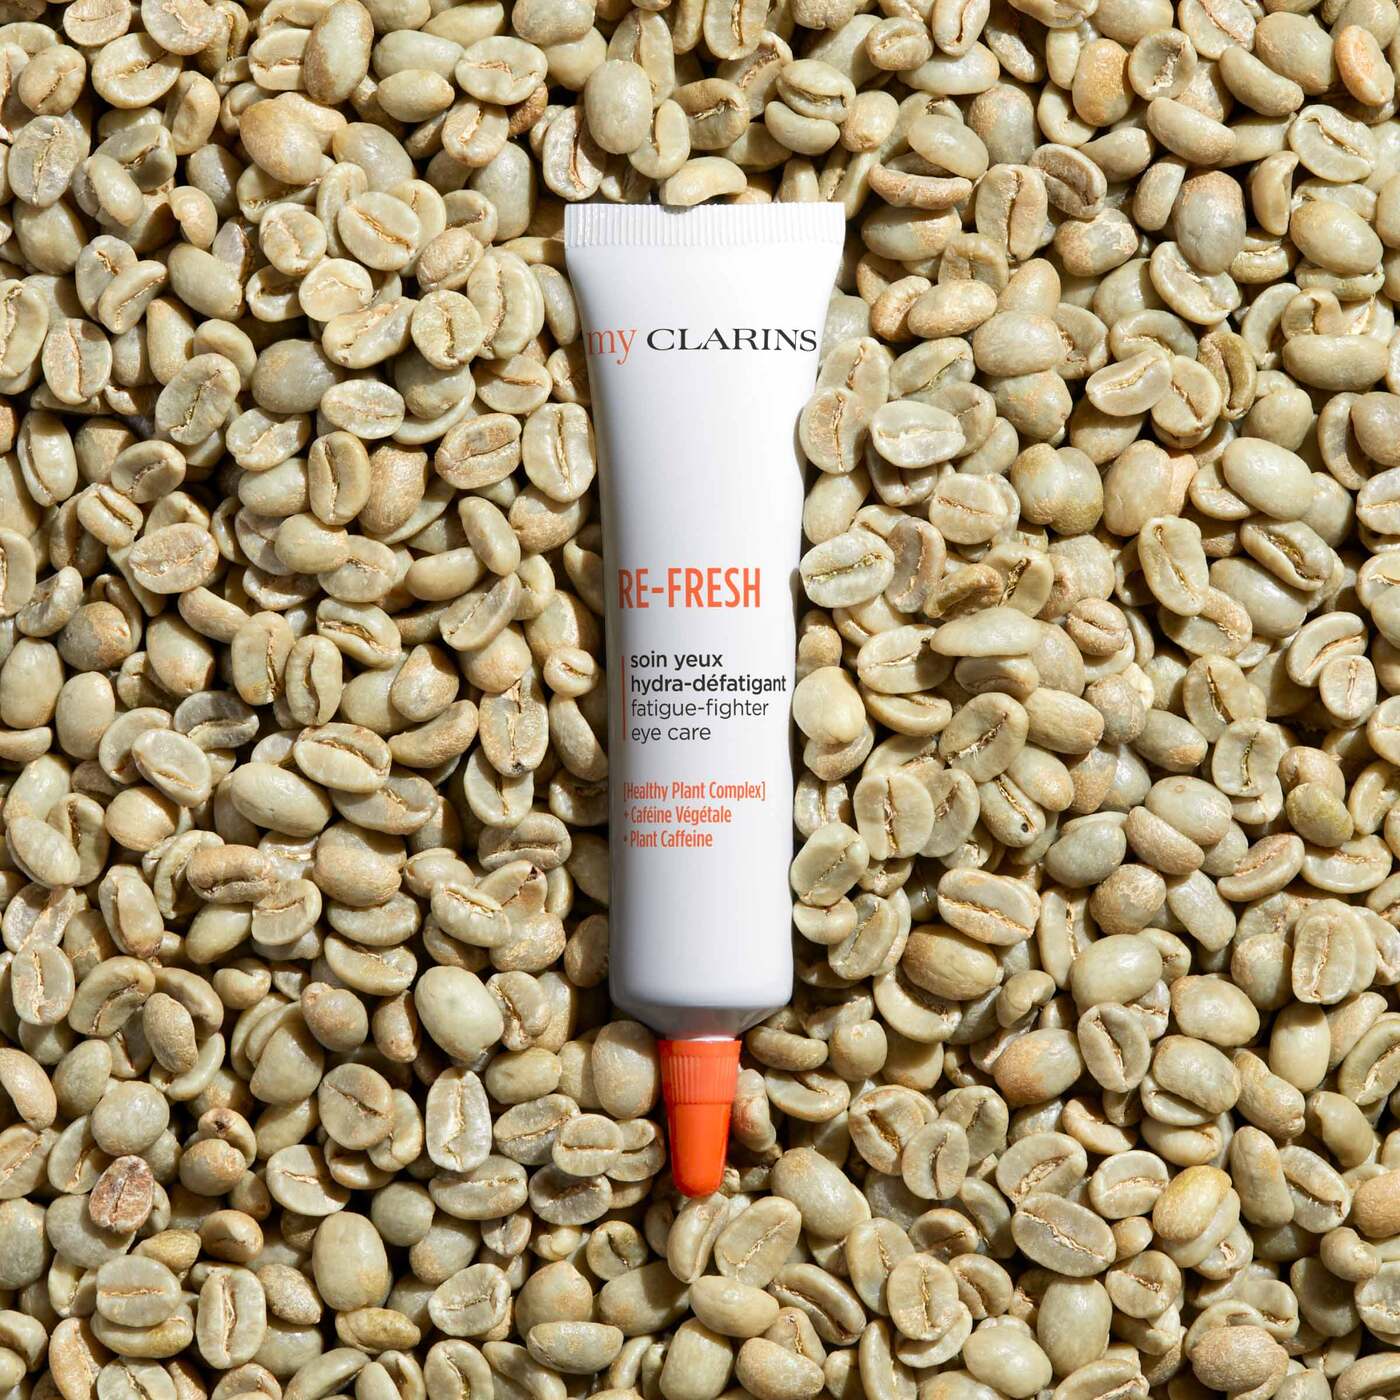 my CLARINS
RE-FRESH
soin yeux
hydra-défatigant
fatigue-fighter
eye care
[Healthy Plant Complex]
+ Caféine Végétale
+ Plant Caffeine